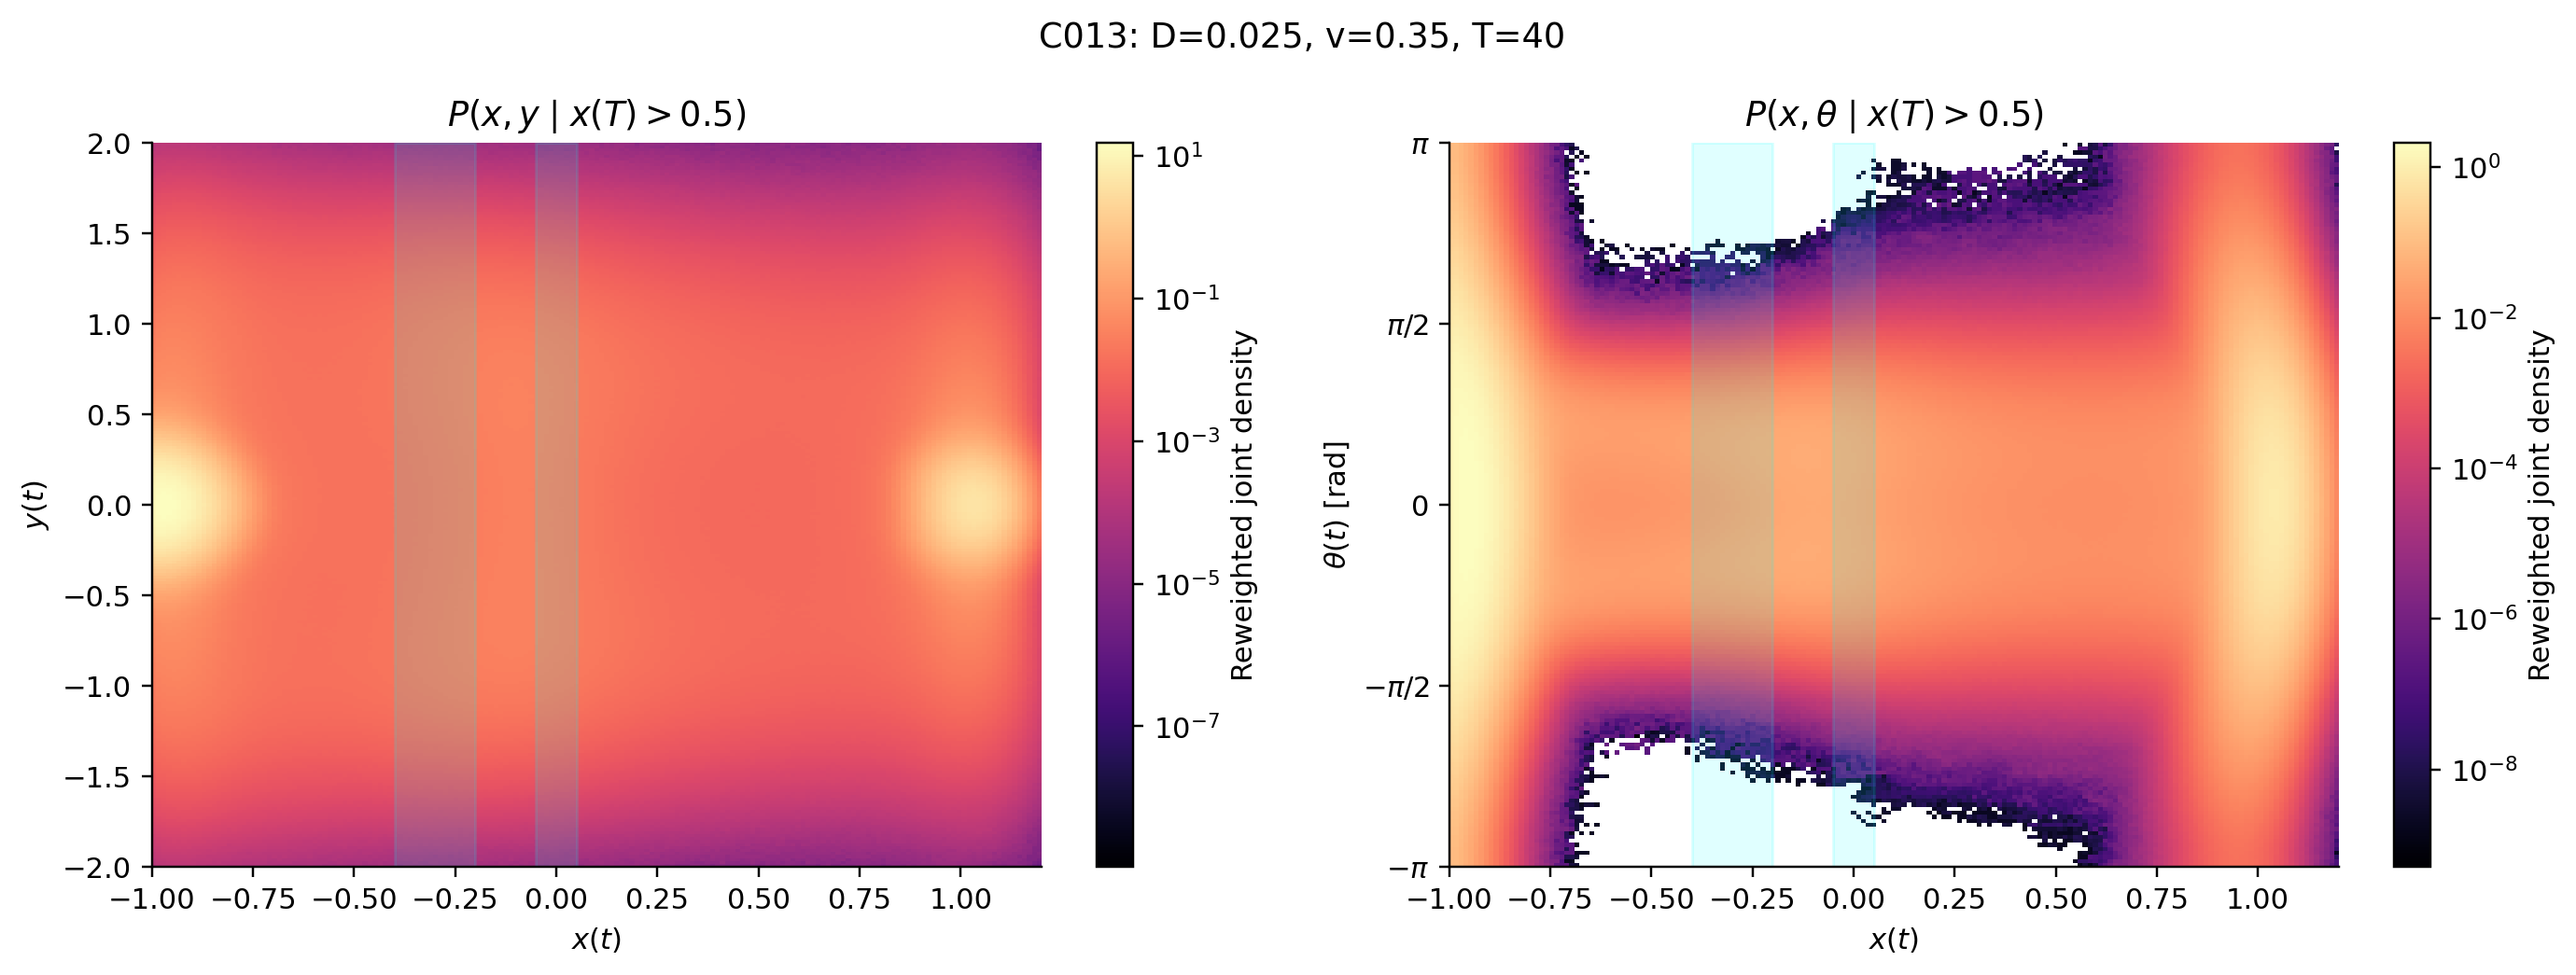 C013: D=0.025, v=0.35, T=40
P(x, y | x(T) > 0.5)
2.0
1.5
1.0
0.5
0.0
−0.5
−1.0
−1.5
−2.0
y(t)
−1.00 −0.75 −0.50 −0.25 0.00 0.25 0.50 0.75 1.00
x(t)
10¹
10⁻¹
10⁻³
10⁻⁵
10⁻⁷
Reweighted joint density
P(x, θ | x(T) > 0.5)
π
π/2
0
−π/2
−π
θ(t) [rad]
−1.00 −0.75 −0.50 −0.25 0.00 0.25 0.50 0.75 1.00
x(t)
10⁰
10⁻²
10⁻⁴
10⁻⁶
10⁻⁸
Reweighted joint density